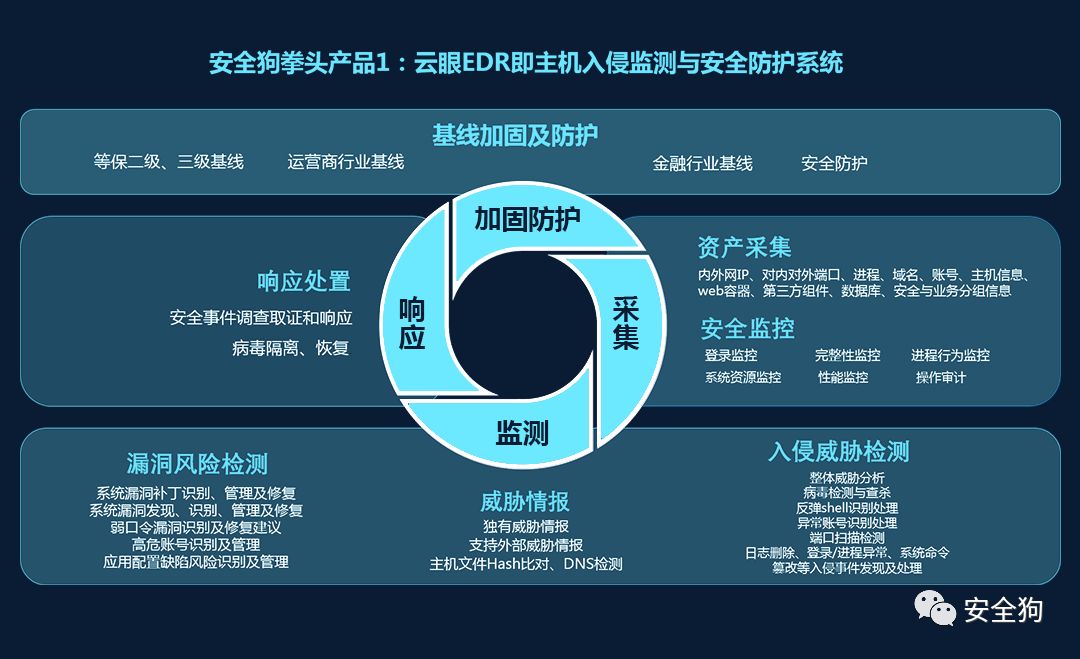 安全狗拳头产品1：云眼EDR即主机入侵监测与安全防护系统
基线加固及防护
等保二级、三级基线 运营商行业基线 金融行业基线 安全防护
加固防护
响应
采集
监测
响应处置
安全事件调查取证和响应
病毒隔离、恢复
资产采集
内外网IP、对内对外端口、进程、域名、账号、主机信息、
web容器、第三方组件、数据库、安全与业务分组信息
安全监控
登录监控 完整性监控 进程行为监控
系统资源监控 性能监控 操作审计
漏洞风险检测
系统漏洞补丁识别、管理及修复
系统漏洞发现、识别、管理及修复
弱口令漏洞识别及修复建议
高危账号识别及管理
应用配置缺陷风险识别及管理
威胁情报
独有威胁情报
支持外部威胁情报
主机文件Hash比对、DNS检测
入侵威胁检测
整体威胁分析
病毒检测与查杀
反弹shell识别处理
异常账号识别处理
端口扫描检测
日志删除、登录/进程异常、系统命令
篡改等入侵事件发现及处理
安全狗